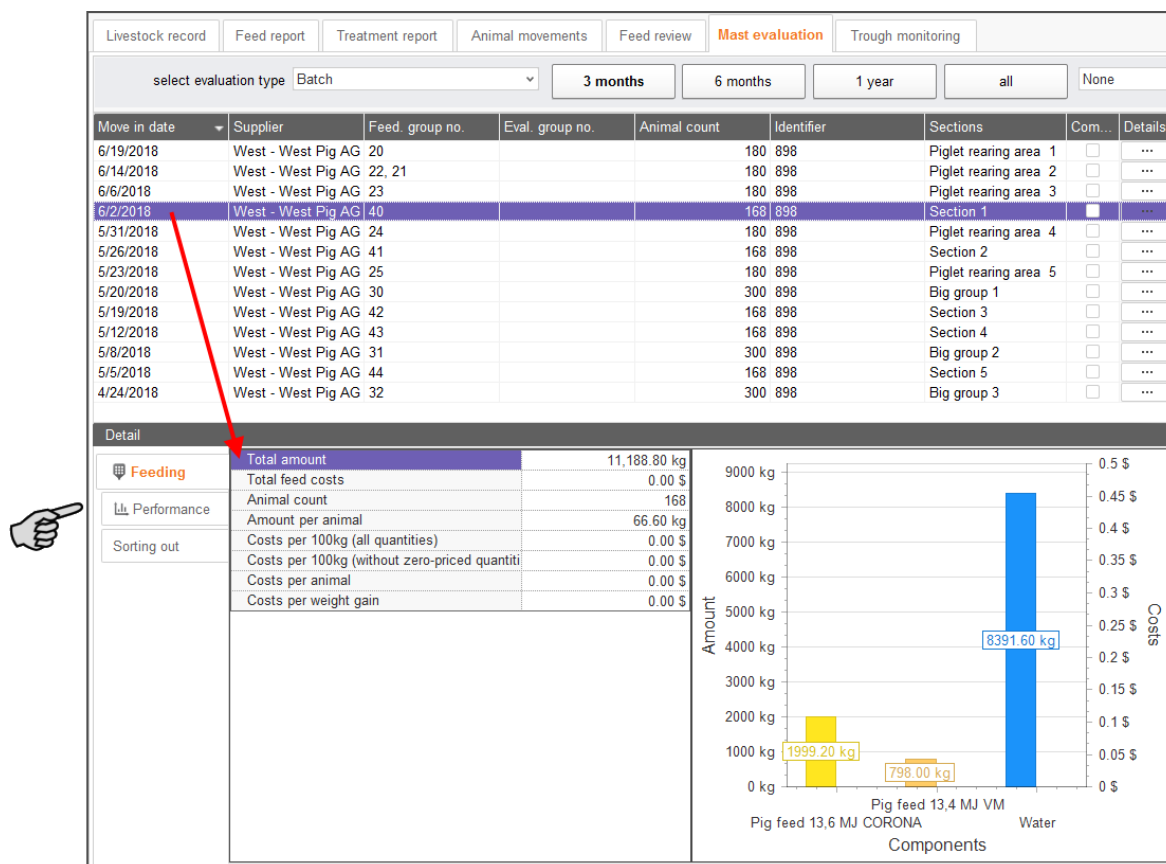 Livestock record Feed report Treatment report Animal movements Feed review Mast evaluation Trough monitoring
select evaluation type Batch 3 months 6 months 1 year all None
Move in date Supplier Feed. group no. Eval. group no. Animal count Identifier Sections Com... Details
6/19/2018 West - West Pig AG 20 180 898 Piglet rearing area 1 ...
6/14/2018 West - West Pig AG 22, 21 180 898 Piglet rearing area 2 ...
6/6/2018 West - West Pig AG 23 180 898 Piglet rearing area 3 ...
6/2/2018 West - West Pig AG 40 168 898 Section 1 ...
5/31/2018 West - West Pig AG 24 180 898 Piglet rearing area 4 ...
5/26/2018 West - West Pig AG 41 168 898 Section 2 ...
5/23/2018 West - West Pig AG 25 180 898 Piglet rearing area 5 ...
5/20/2018 West - West Pig AG 30 300 898 Big group 1 ...
5/19/2018 West - West Pig AG 42 168 898 Section 3 ...
5/12/2018 West - West Pig AG 43 168 898 Section 4 ...
5/8/2018 West - West Pig AG 31 300 898 Big group 2 ...
5/5/2018 West - West Pig AG 44 168 898 Section 5 ...
4/24/2018 West - West Pig AG 32 300 898 Big group 3 ...
Detail
Feeding
Performance
Sorting out
Total amount 11,188.80 kg
Total feed costs 0.00 $
Animal count 168
Amount per animal 66.60 kg
Costs per 100kg (all quantities) 0.00 $
Costs per 100kg (without zero-priced quantiti 0.00 $
Costs per animal 0.00 $
Costs per weight gain 0.00 $
Amount
9000 kg
8000 kg
7000 kg
6000 kg
5000 kg
4000 kg
3000 kg
2000 kg
1000 kg
0 kg
1999.20 kg
798.00 kg
8391.60 kg
0.5 $
0.45 $
0.4 $
0.35 $
0.3 $
0.25 $
0.2 $
0.15 $
0.1 $
0.05 $
0 $
Costs
Pig feed 13,4 MJ VM
Pig feed 13,6 MJ CORONA Water
Components